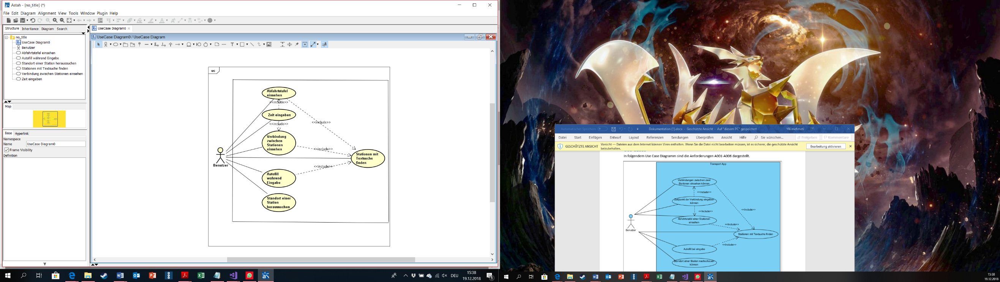 Astah - [no_title] (*)
File Edit Diagram Alignment View Tools Window Plugin Help
Structure Inheritance Diagram Search
no_title
UseCase Diagram0
Benutzer
Abfahrtstafel einsehen
Autofill während Eingabe
Standort einer Station heraussuchen
Stationen mit Textsuche finden
Verbindung zwischen Stationen einsehen
Zeit eingeben
Map
Base Hyperlink
Namespace
Name UseCase Diagram0
Frame Visibility
Definition
UseCase Diagram0
UseCase Diagram0 / UseCase Diagram
uc
Abfahrtstafel
einsehen
<<include>>
Zeit eingeben
<<include>>
<<include>>
Verbindung
zwischen
Stationen
einsehen
<<include>>
Stationen mit
Textsuche
finden
Benutzer
<<include>>
Autofill
während
Eingabe
Standort einer
Station
heraussuchen
DEU
15:38
19.12.2018
1
Automatisches Speichern
Dokumentation (1).docx - Geschützte Ansicht - Auf "diesem PC" gespeichert
Ylli mehmeti
Datei Start Einfügen Entwurf Layout Referenzen Sendungen Überprüfen Ansicht Hilfe Sie wünschen... Freigeben Kommentare
GESCHÜTZTE ANSICHT Vorsicht — Dateien aus dem Internet können Viren enthalten. Wenn Sie die Datei nicht bearbeiten müssen, ist es sicherer, die geschützte Ansicht
beizubehalten.
Bearbeitung aktivieren
In folgendem Use Case Diagramm sind die Anforderungen A001-A006 dargestellt.
Transport App
Verbindungen zwischen zwei
Stationen einsehen können
<<Include>>
Zeitpunkt der Verbindung eingeben
können
<<Include>>
<<Include>>
Abfahrtstafel einer Stationen
einsehen
<<Include>>
Benutzer
Stationen mit Textsuche finden
<<Include>>
Autofill bei eingabe
Standort einer Station nachschauen
können
15:38
19.12.2018